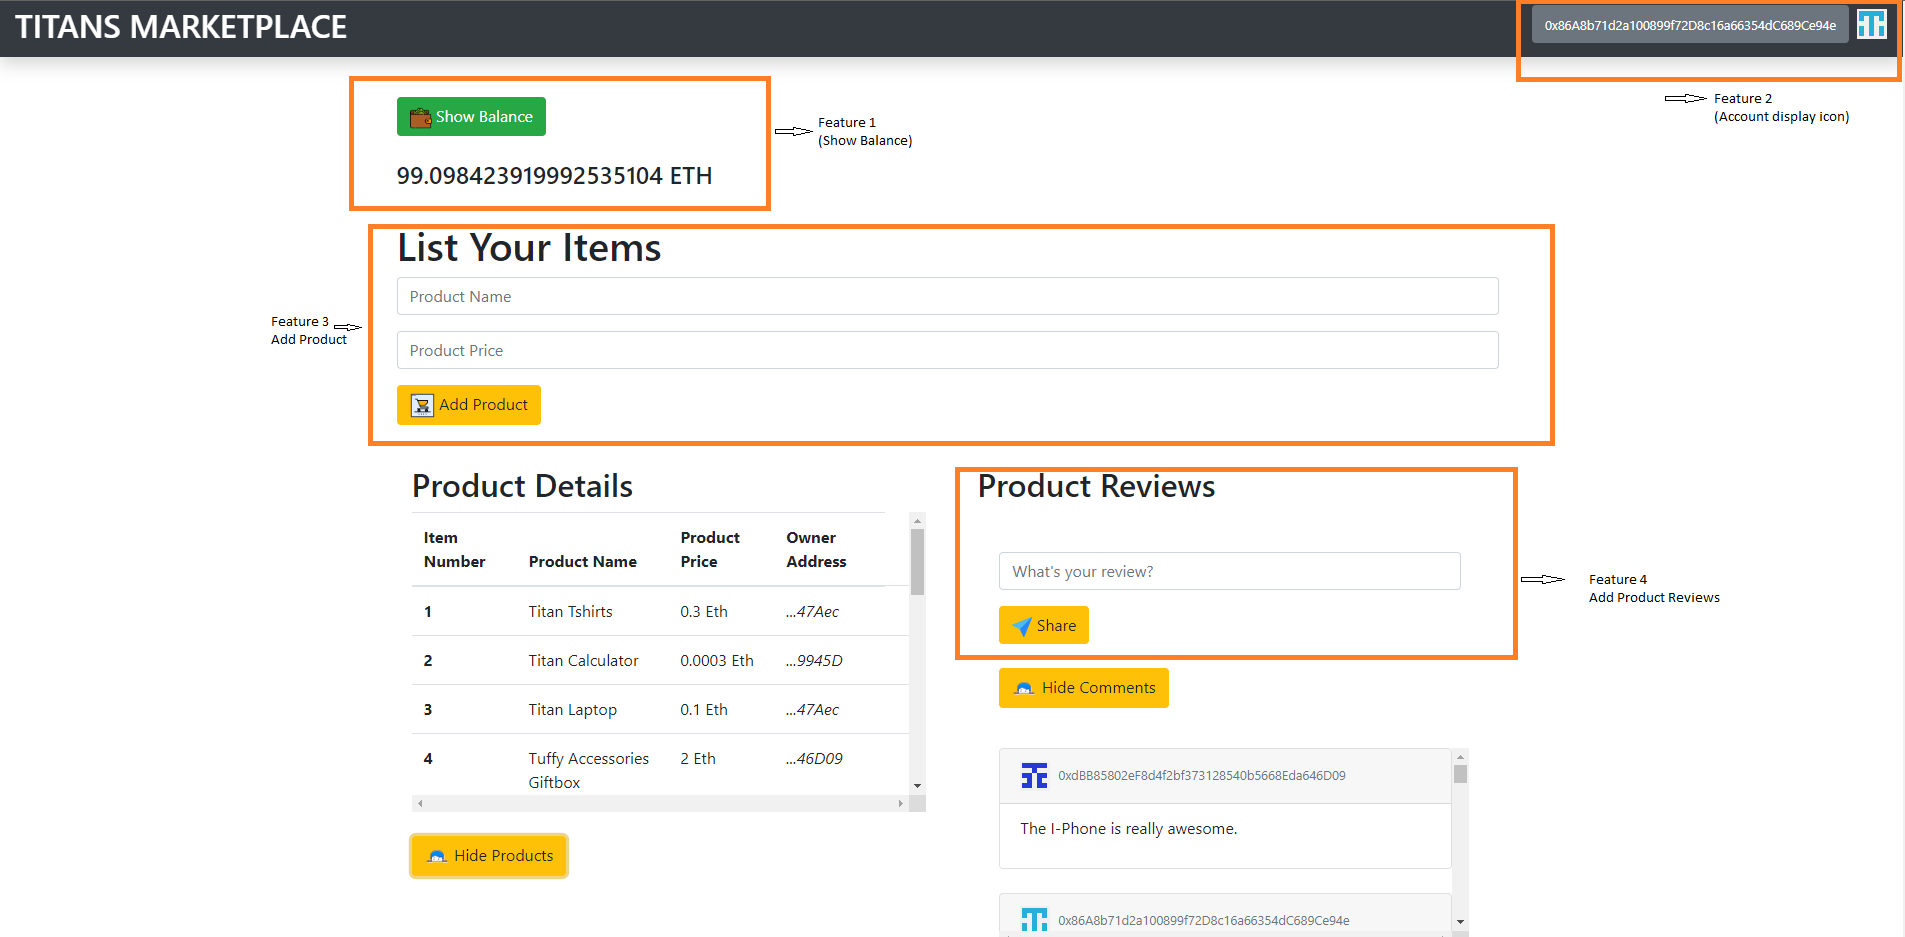 TITANS MARKETPLACE
0x86A8b71d2a100899f72D8c16a66354dC689Ce94e
Feature 2
(Account display icon)
Show Balance
99.098423919992535104 ETH
Feature 1
(Show Balance)
List Your Items
Product Name
Product Price
Add Product
Feature 3
Add Product
Product Details
Item Number Product Name Product Price Owner Address
1 Titan Tshirts 0.3 Eth ...47Aec
2 Titan Calculator 0.0003 Eth ...9945D
3 Titan Laptop 0.1 Eth ...47Aec
4 Tuffy Accessories Giftbox 2 Eth ...46D09
Hide Products
Product Reviews
What's your review?
Share
Feature 4
Add Product Reviews
Hide Comments
0xdBB85802eF8d4f2bf373128540b5668Eda646D09
The I-Phone is really awesome.
0x86A8b71d2a100899f72D8c16a66354dC689Ce94e